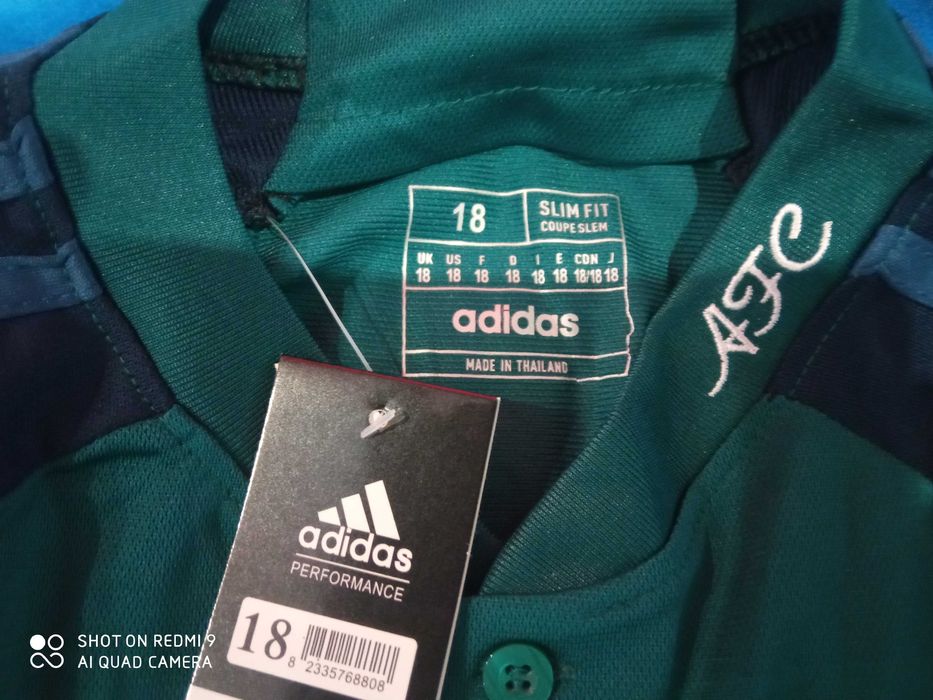 18
SLIM FIT
COUPE SLEM
UK US F D I E CDN J
18 18 18 18 18 18 18/18 18
adidas
MADE IN THAILAND
AFC
adidas
PERFORMANCE
18
8 2335768808
SHOT ON REDMI 9
AI QUAD CAMERA